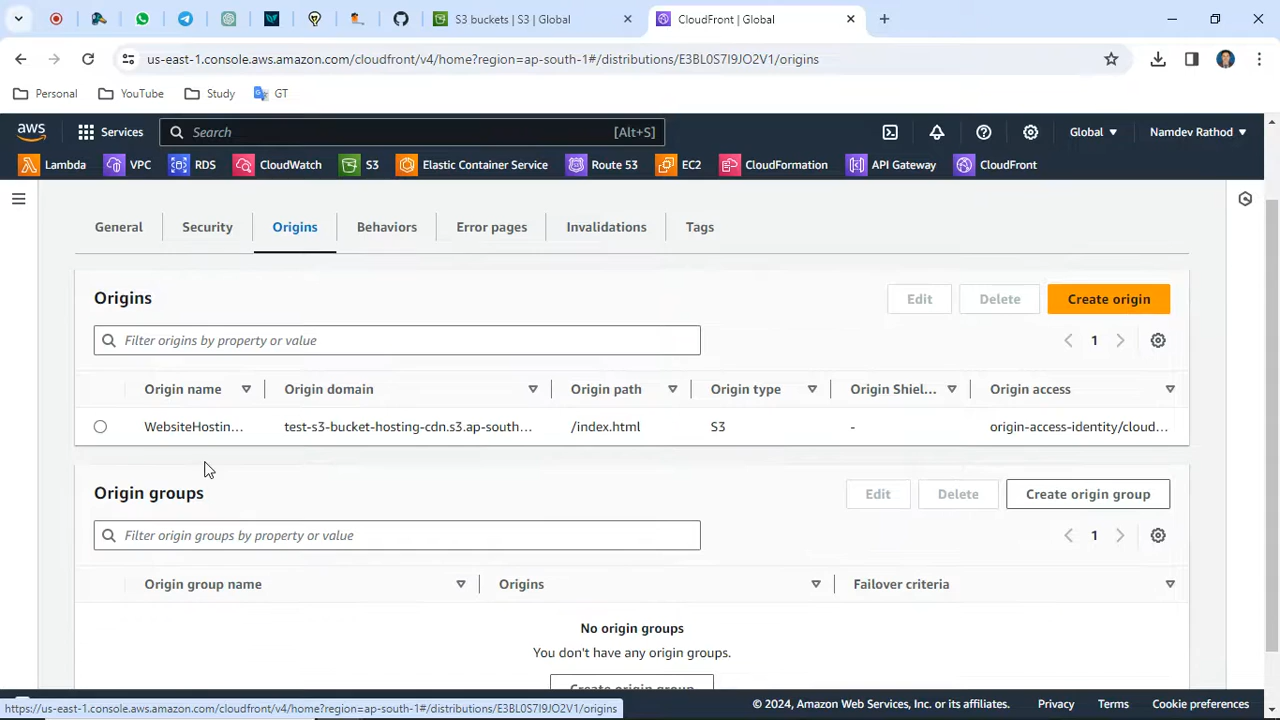 S3 buckets | S3 | Global
CloudFront | Global
us-east-1.console.aws.amazon.com/cloudfront/v4/home?region=ap-south-1#/distributions/E3BL0S7I9JO2V1/origins
Personal
YouTube
Study
GT
aws
Services
Search
[Alt+S]
Global
Namdev Rathod
Lambda
VPC
RDS
CloudWatch
S3
Elastic Container Service
Route 53
EC2
CloudFormation
API Gateway
CloudFront
General
Security
Origins
Behaviors
Error pages
Invalidations
Tags
Origins
Edit
Delete
Create origin
Filter origins by property or value
1
Origin name
Origin domain
Origin path
Origin type
Origin Shiel...
Origin access
WebsiteHostin...
test-s3-bucket-hosting-cdn.s3.ap-south...
/index.html
S3
-
origin-access-identity/cloud...
Origin groups
Edit
Delete
Create origin group
Filter origin groups by property or value
1
Origin group name
Origins
Failover criteria
No origin groups
You don't have any origin groups.
Create origin group
https://us-east-1.console.aws.amazon.com/cloudfront/v4/home?region=ap-south-1#/distributions/E3BL0S7I9JO2V1/origins
© 2024, Amazon Web Services, Inc. or its affiliates.
Privacy
Terms
Cookie preferences